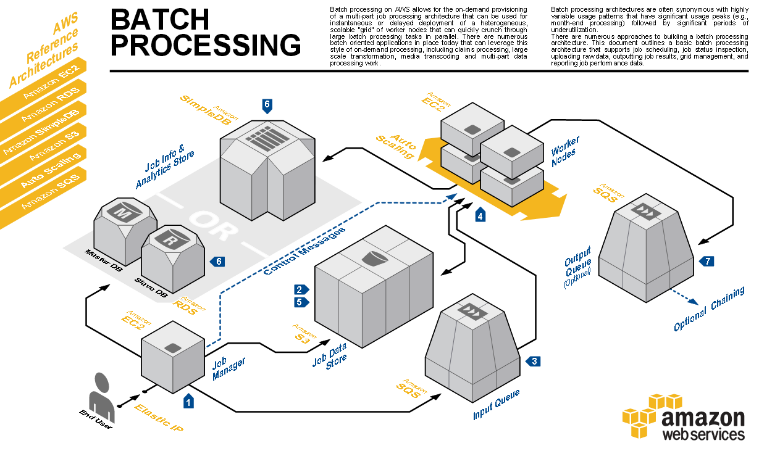 AWS
Reference
Architectures
Amazon EC2
Amazon RDS
Amazon SimpleDB
Amazon S3
Auto Scaling
Amazon SQS
BATCH
PROCESSING
Batch processing on AWS allows for the on-demand provisioning
of a multi-part job processing architecture that can be used for
instantaneous or delayed deployment of a heterogeneous,
scalable "grid" of worker nodes that can quickly crunch through
large batch processing tasks in parallel. There are numerous
batch oriented applications in place today that can leverage this
style of on-demand processing, including claims processing, large
scale transformation, media transcoding and multi-part data
processing work.
Batch processing architectures are often synonymous with highly
variable usage patterns that have significant usage peaks (e.g.,
month-end processing) followed by significant periods of
underutilization.
There are numerous approaches to building a batch processing
architecture. This document outlines a basic batch processing
architecture that supports job scheduling, job status inspection,
uploading raw data, outputting job results, grid management, and
reporting job performance data.
Amazon
SimpleDB
6
Job Info &
Analytics Store
OR
M
Master DB
R
Slave DB
6
Amazon
RDS
Control Messages
Amazon
EC2
Auto
Scaling
Worker
Nodes
4
Amazon
SQS
Output
Queue
(Optional)
7
Optional Chaining
2
5
Amazon
S3
Job Data
Store
3
Amazon
SQS
Input Queue
Amazon
EC2
Job
Manager
1
End User
Elastic IP
amazon
web services